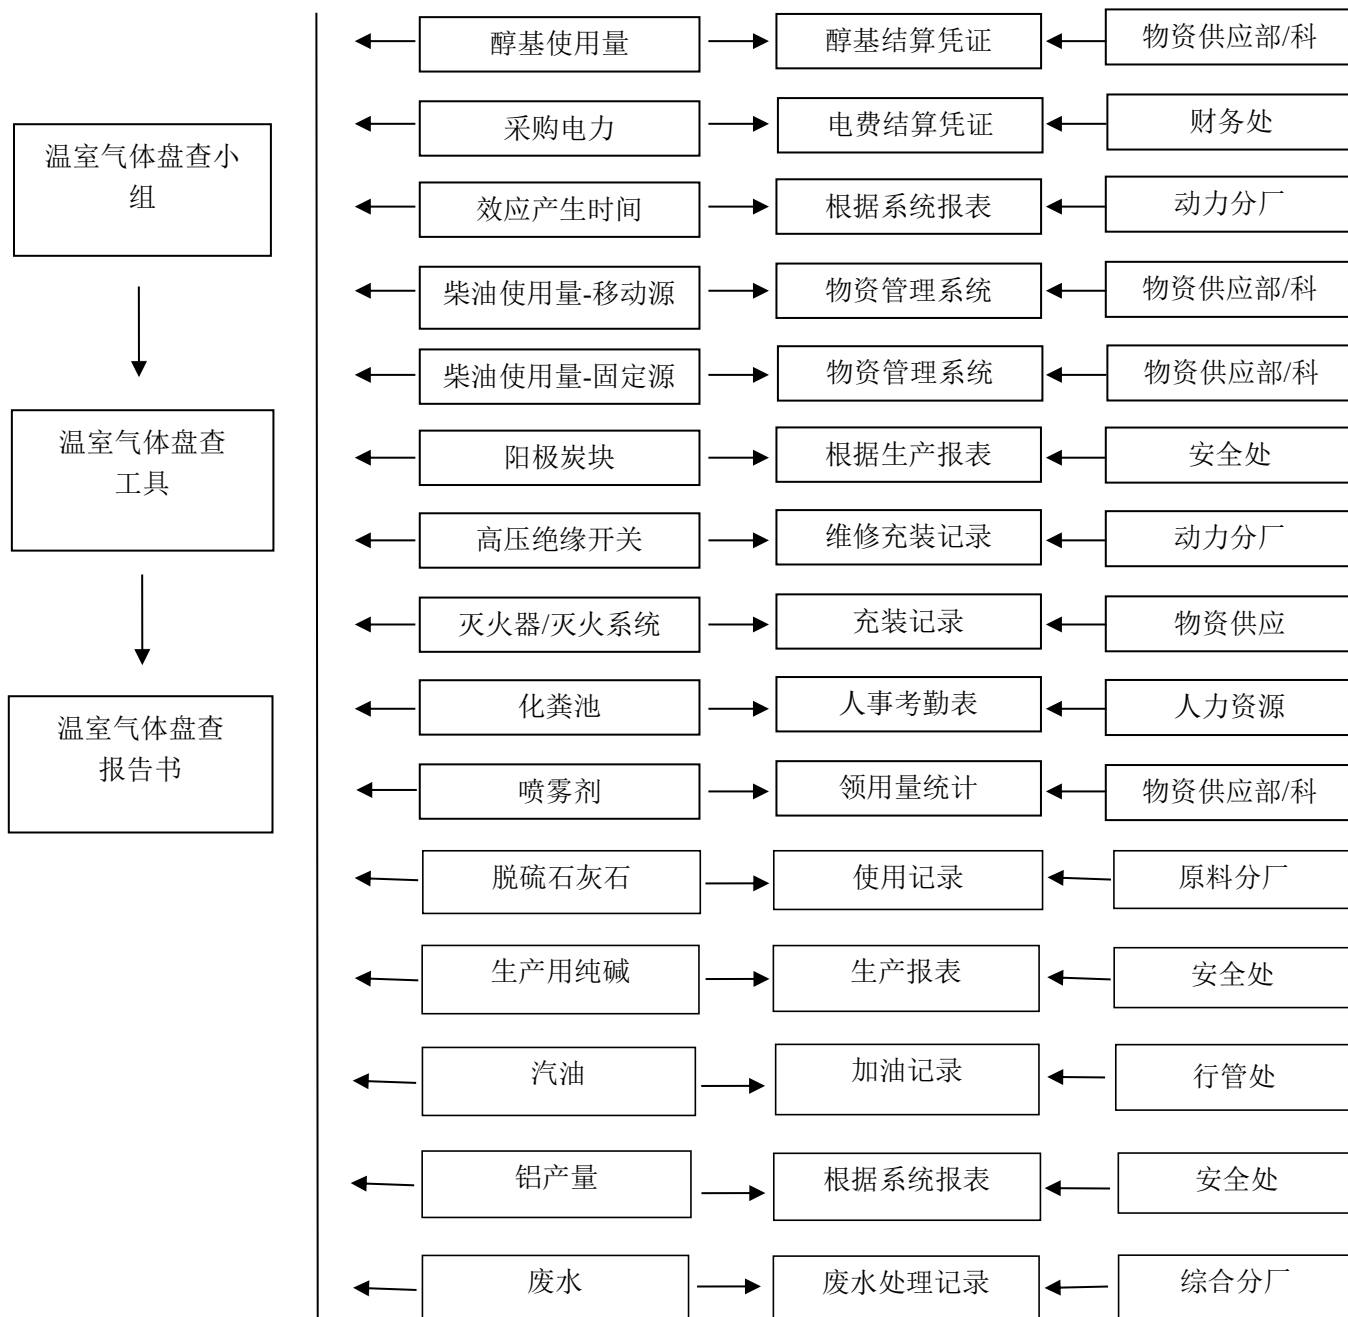 醇基使用量
醇基结算凭证
物资供应部/科
采购电力
电费结算凭证
财务处
温室气体盘查小
组
效应产生时间
根据系统报表
动力分厂
柴油使用量-移动源
物资管理系统
物资供应部/科
柴油使用量-固定源
物资管理系统
物资供应部/科
温室气体盘查
工具
阳极炭块
根据生产报表
安全处
高压绝缘开关
维修充装记录
动力分厂
灭火器/灭火系统
充装记录
物资供应
温室气体盘查
报告书
化粪池
人事考勤表
人力资源
喷雾剂
领用量统计
物资供应部/科
脱硫石灰石
使用记录
原料分厂
生产用纯碱
生产报表
安全处
汽油
加油记录
行管处
铝产量
根据系统报表
安全处
废水
废水处理记录
综合分厂